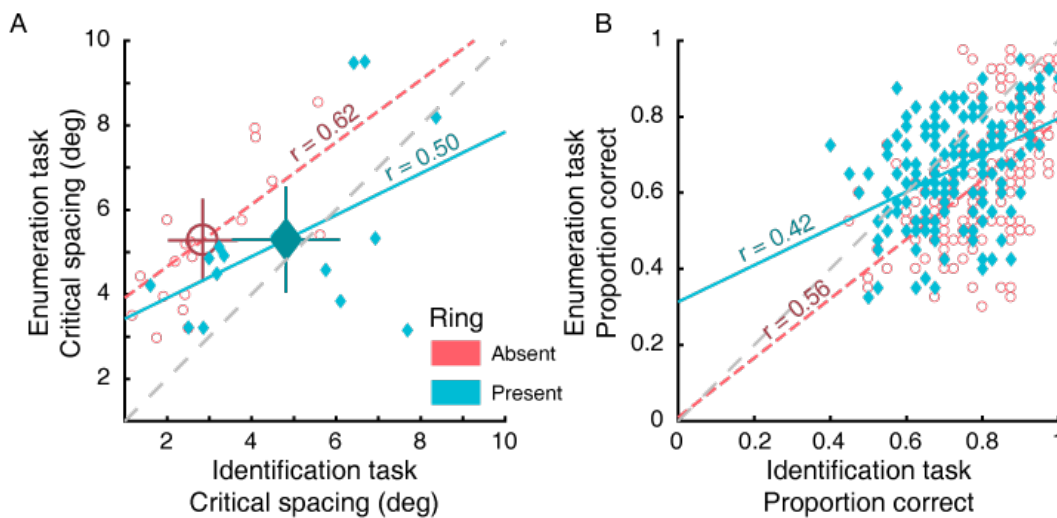 A
10
8
6
4
2
2
4
6
8
10
Enumeration task
Critical spacing (deg)
Identification task
Critical spacing (deg)
r = 0.62
r = 0.50
Ring
Absent
Present
B
1
0.8
0.6
0.4
0.2
0
0
0.2
0.4
0.6
0.8
1
Enumeration task
Proportion correct
Identification task
Proportion correct
r = 0.42
r = 0.56